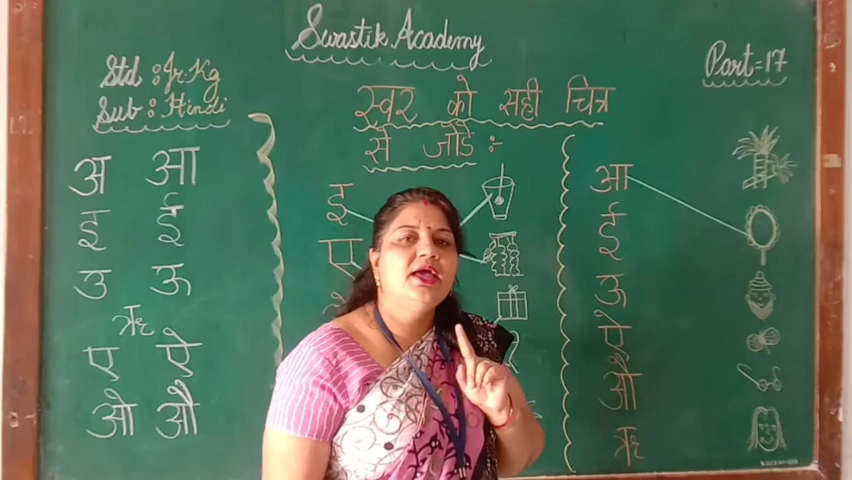 Swastik Academy
Std : Jr. Kg
Sub : Hindi
Part = 17
स्वर को सही चित्र
से जोडे :-
अ आ
इ ई
उ ऊ
ऋ
ए ऐ
ओ औ
इ
ए
आ
ई
ऊ
ऐ
औ
ऋ